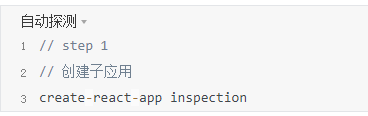 自动探测
1 // step 1
2 // 创建子应用
3 create-react-app inspection